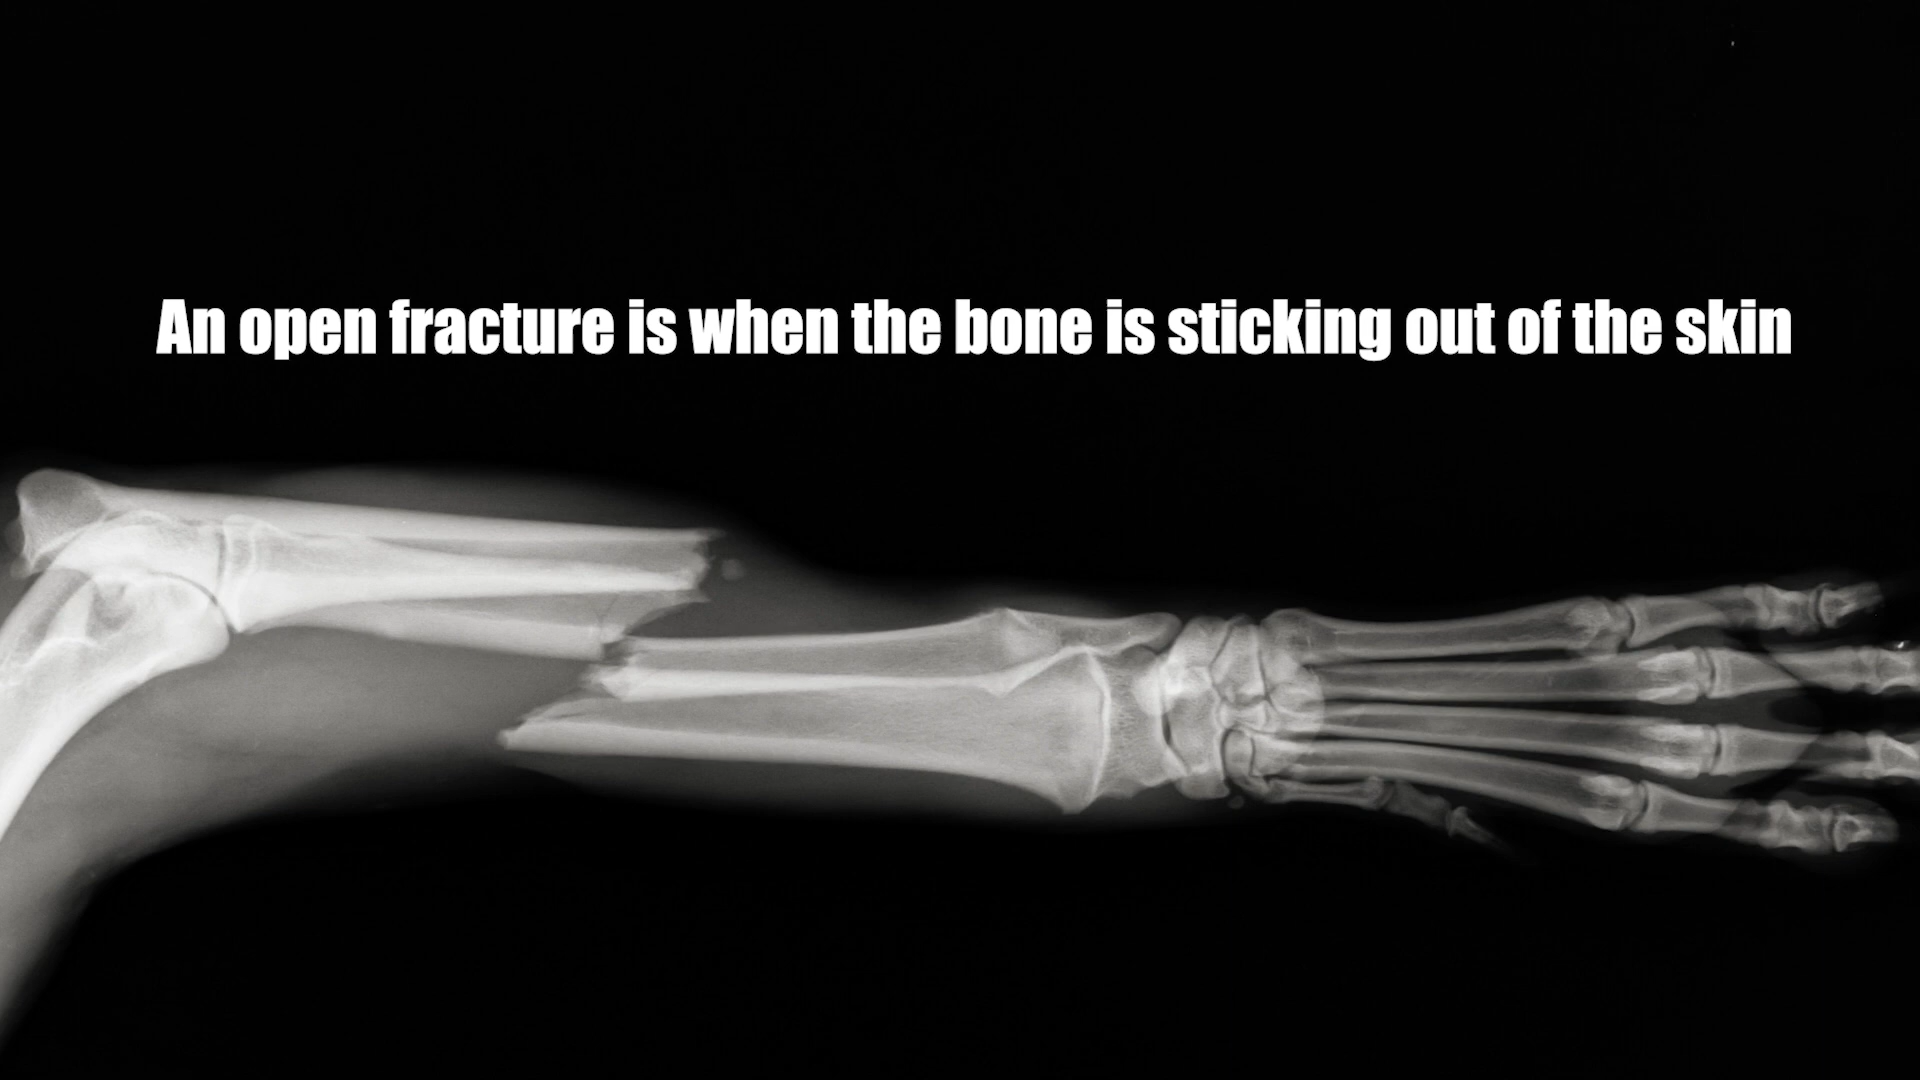 An open fracture is when the bone is sticking out of the skin